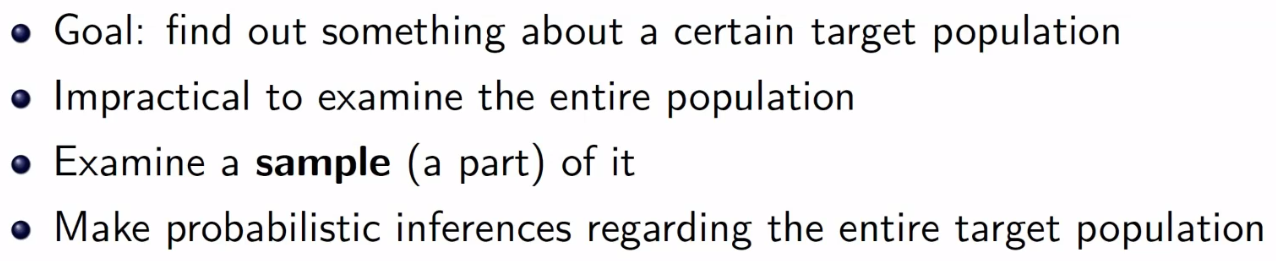 Goal: find out something about a certain target population
Impractical to examine the entire population
Examine a sample (a part) of it
Make probabilistic inferences regarding the entire target population